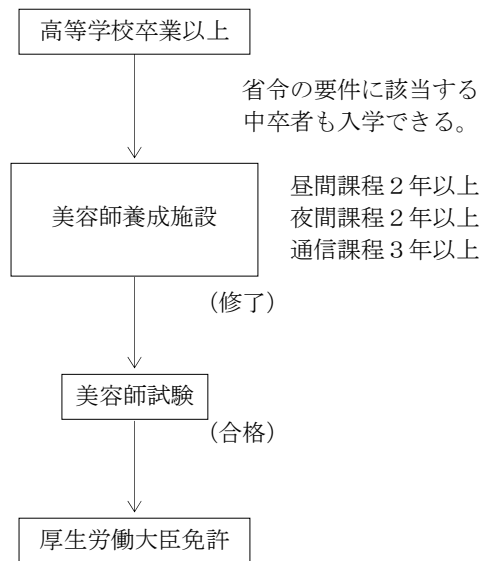 高等学校卒業以上
省令の要件に該当する
中卒者も入学できる。
美容師養成施設
昼間課程２年以上
夜間課程２年以上
通信課程３年以上
（修了）
美容師試験
（合格）
厚生労働大臣免許